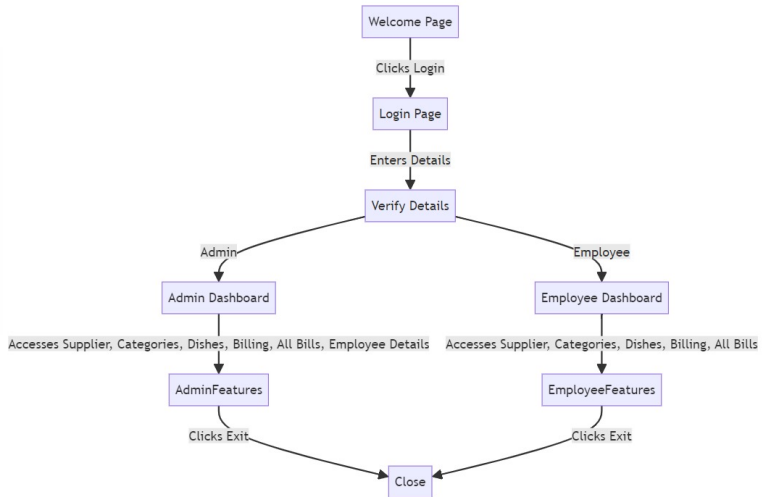 Welcome Page
Clicks Login
Login Page
Enters Details
Verify Details
Admin
Employee
Admin Dashboard
Employee Dashboard
Accesses Supplier, Categories, Dishes, Billing, All Bills, Employee Details
Accesses Supplier, Categories, Dishes, Billing, All Bills
AdminFeatures
EmployeeFeatures
Clicks Exit
Clicks Exit
Close